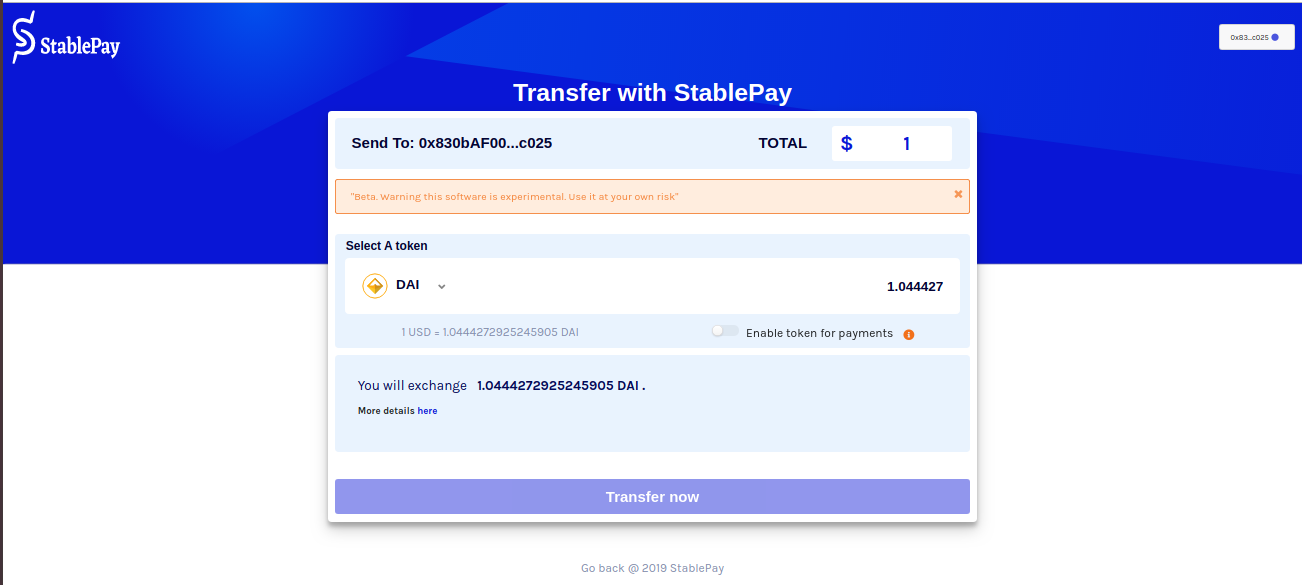 StablePay
0x83...c025
Transfer with StablePay
Send To: 0x830bAF00...c025 TOTAL $ 1
"Beta. Warning this software is experimental. Use it at your own risk"
Select A token
DAI 1.044427
1 USD = 1.0444272925245905 DAI Enable token for payments
You will exchange 1.0444272925245905 DAI .
More details here
Transfer now
Go back @ 2019 StablePay